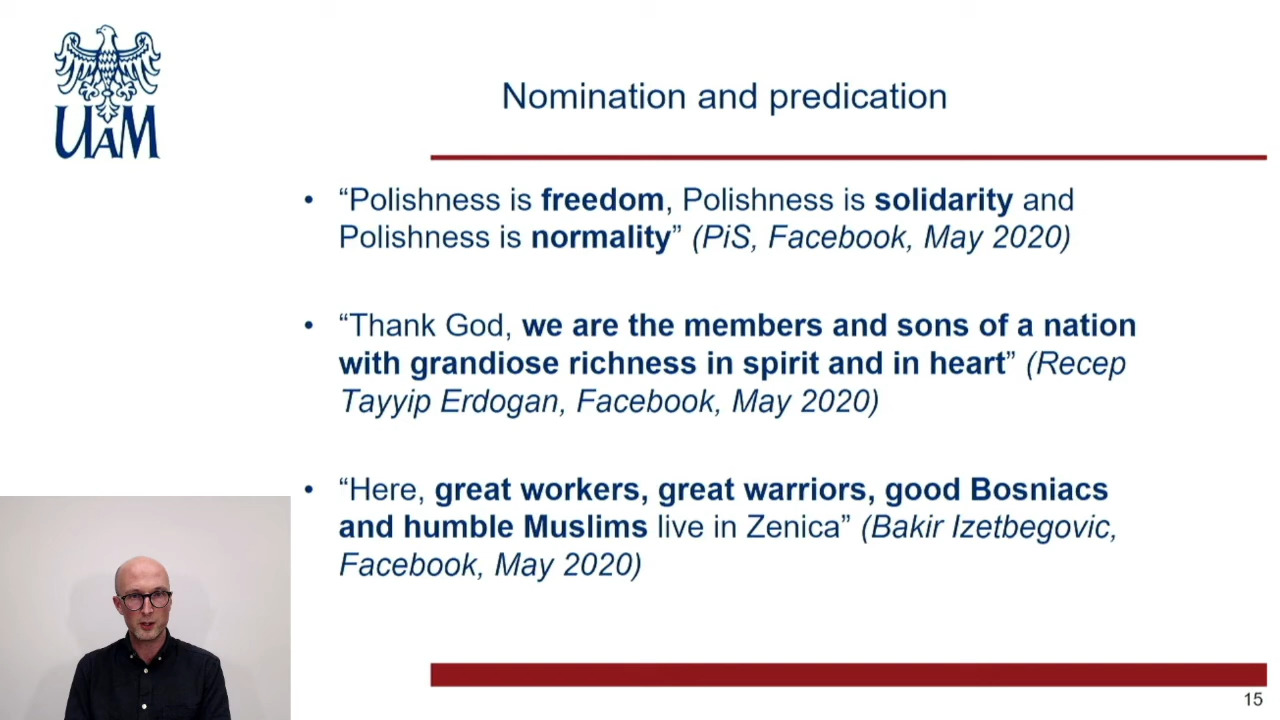 UAM
Nomination and predication
• “Polishness is freedom, Polishness is solidarity and
Polishness is normality” (PiS, Facebook, May 2020)
• “Thank God, we are the members and sons of a nation
with grandiose richness in spirit and in heart” (Recep
Tayyip Erdogan, Facebook, May 2020)
• “Here, great workers, great warriors, good Bosniacs
and humble Muslims live in Zenica” (Bakir Izetbegovic,
Facebook, May 2020)
15